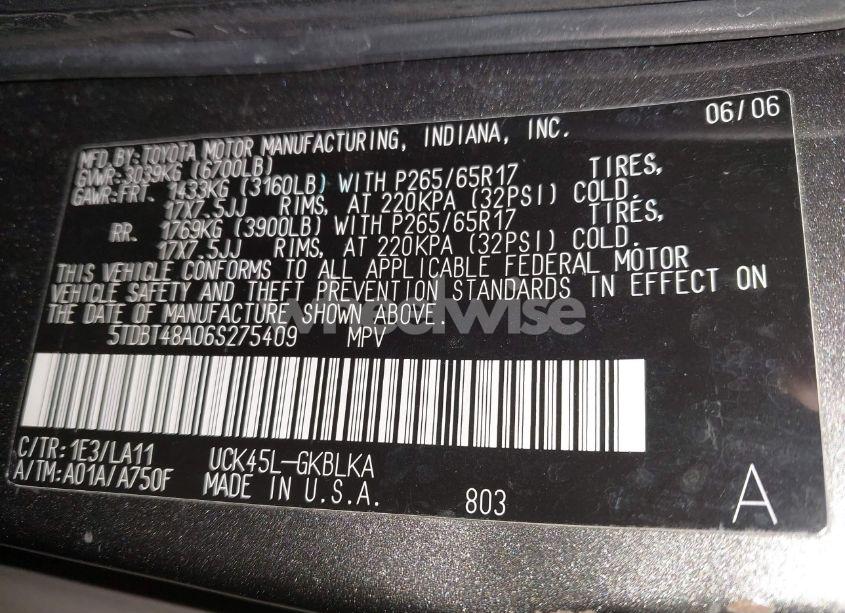 06/06
MFD.BY:TOYOTA MOTOR MANUFACTURING, INDIANA, INC.
GVWR:3039KG (6700LB)
GAWR:FRT. 1433KG (3160LB) WITH P265/65R17 TIRES,
17X7.5JJ RIMS, AT 220KPA (32PSI) COLD.
RR. 1769KG (3900LB) WITH P265/65R17 TIRES,
17X7.5JJ RIMS, AT 220KPA (32PSI) COLD.
THIS VEHICLE CONFORMS TO ALL APPLICABLE FEDERAL MOTOR
VEHICLE SAFETY AND THEFT PREVENTION STANDARDS IN EFFECT ON
THE DATE OF MANUFACTURE SHOWN ABOVE.
wheelwise
5TDBT48A06S275409 MPV
C/TR:1E3/LA11 UCK45L-GKBLKA
A/TM:A01A/A750F MADE IN U.S.A. 803
A